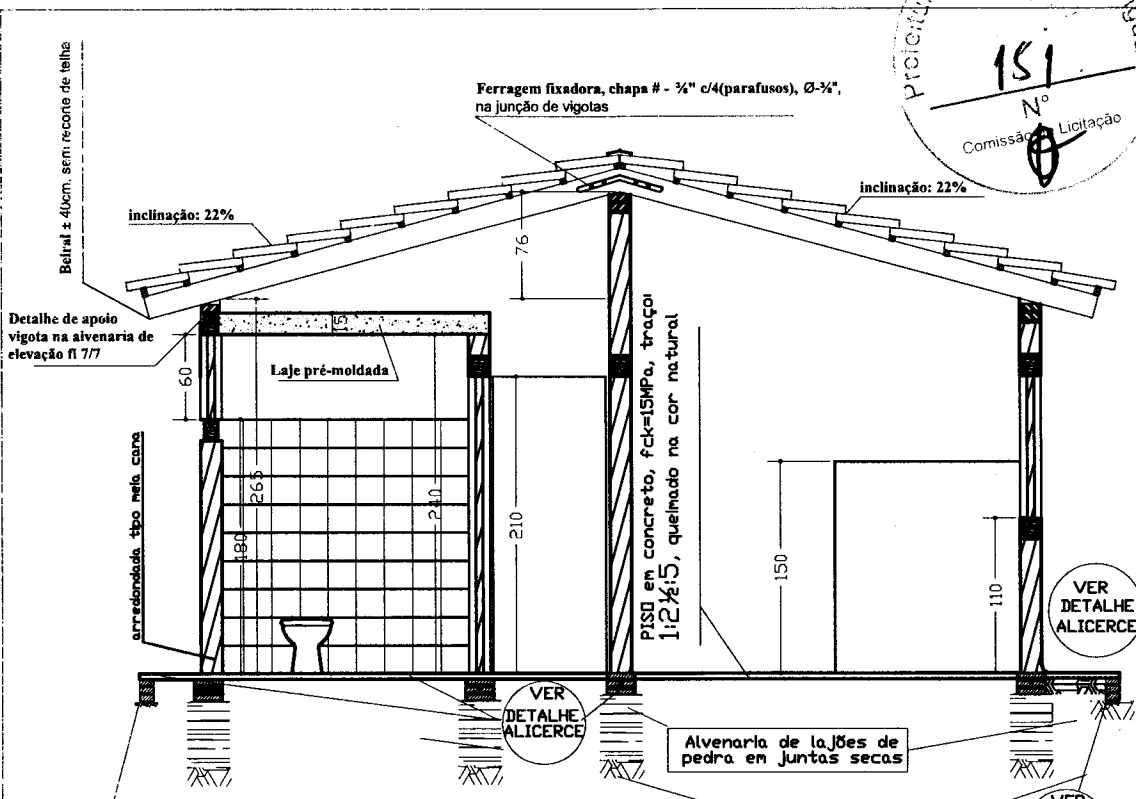 Prefeitur
151
N°
Comissão Licitação
Ferragem fixadora, chapa # - ⅜" c/4(parafusos), Ø-⅜",
na junção de vigotas
Beiral ± 40cm, sem recorte de telha
inclinação: 22%
inclinação: 22%
76
Detalhe de apoio
vigota na alvenaria de
elevação fl 7/7
15
Laje pré-moldada
60
arredondada tipo meia cana
180
265
240
210
PISO em concreto, fck=15MPa, traço:
1:2½:5, queimado na cor natural
150
110
VER
DETALHE
ALICERCE
VER
DETALHE
ALICERCE
Alvenaria de lajões de
pedra em juntas secas
VER